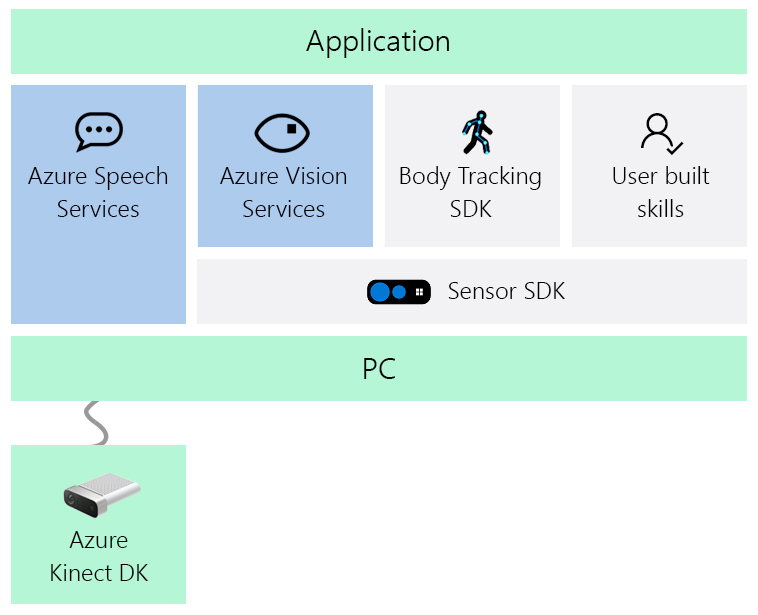 Application
Azure Speech
Services
Azure Vision
Services
Body Tracking
SDK
User built
skills
Sensor SDK
PC
Azure
Kinect DK